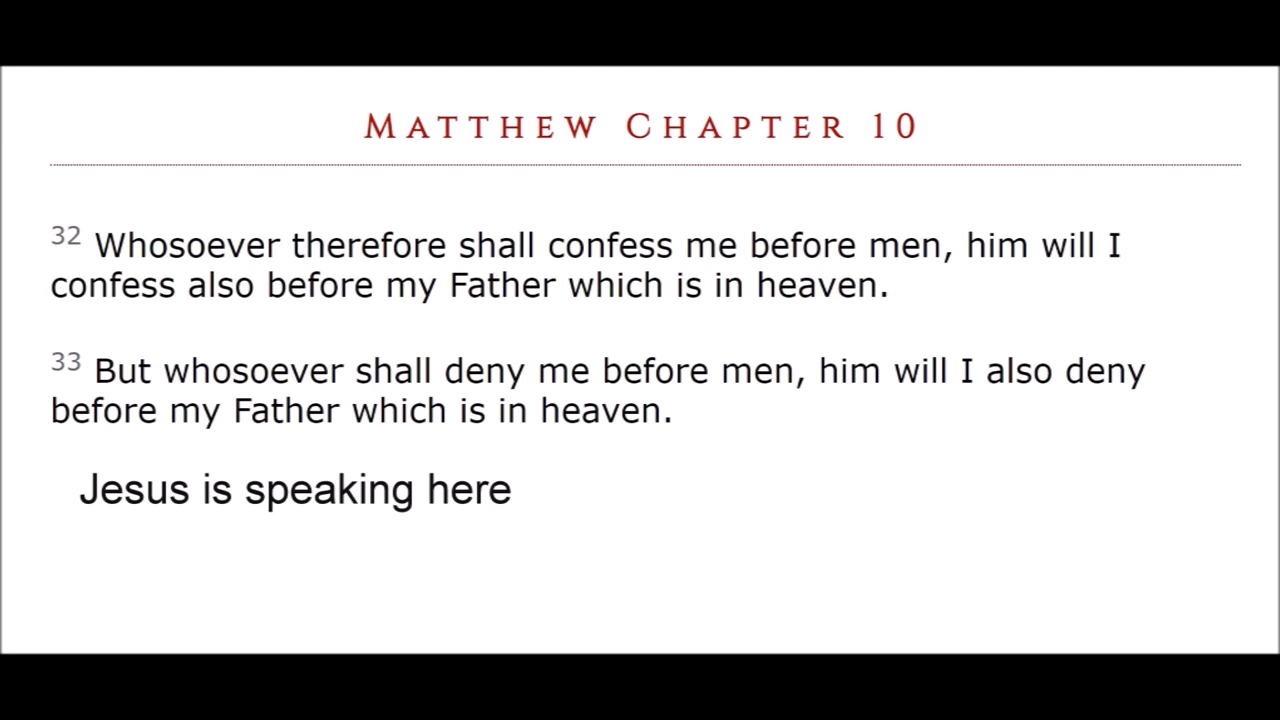 Matthew Chapter 10
32 Whosoever therefore shall confess me before men, him will I
confess also before my Father which is in heaven.
33 But whosoever shall deny me before men, him will I also deny
before my Father which is in heaven.
Jesus is speaking here